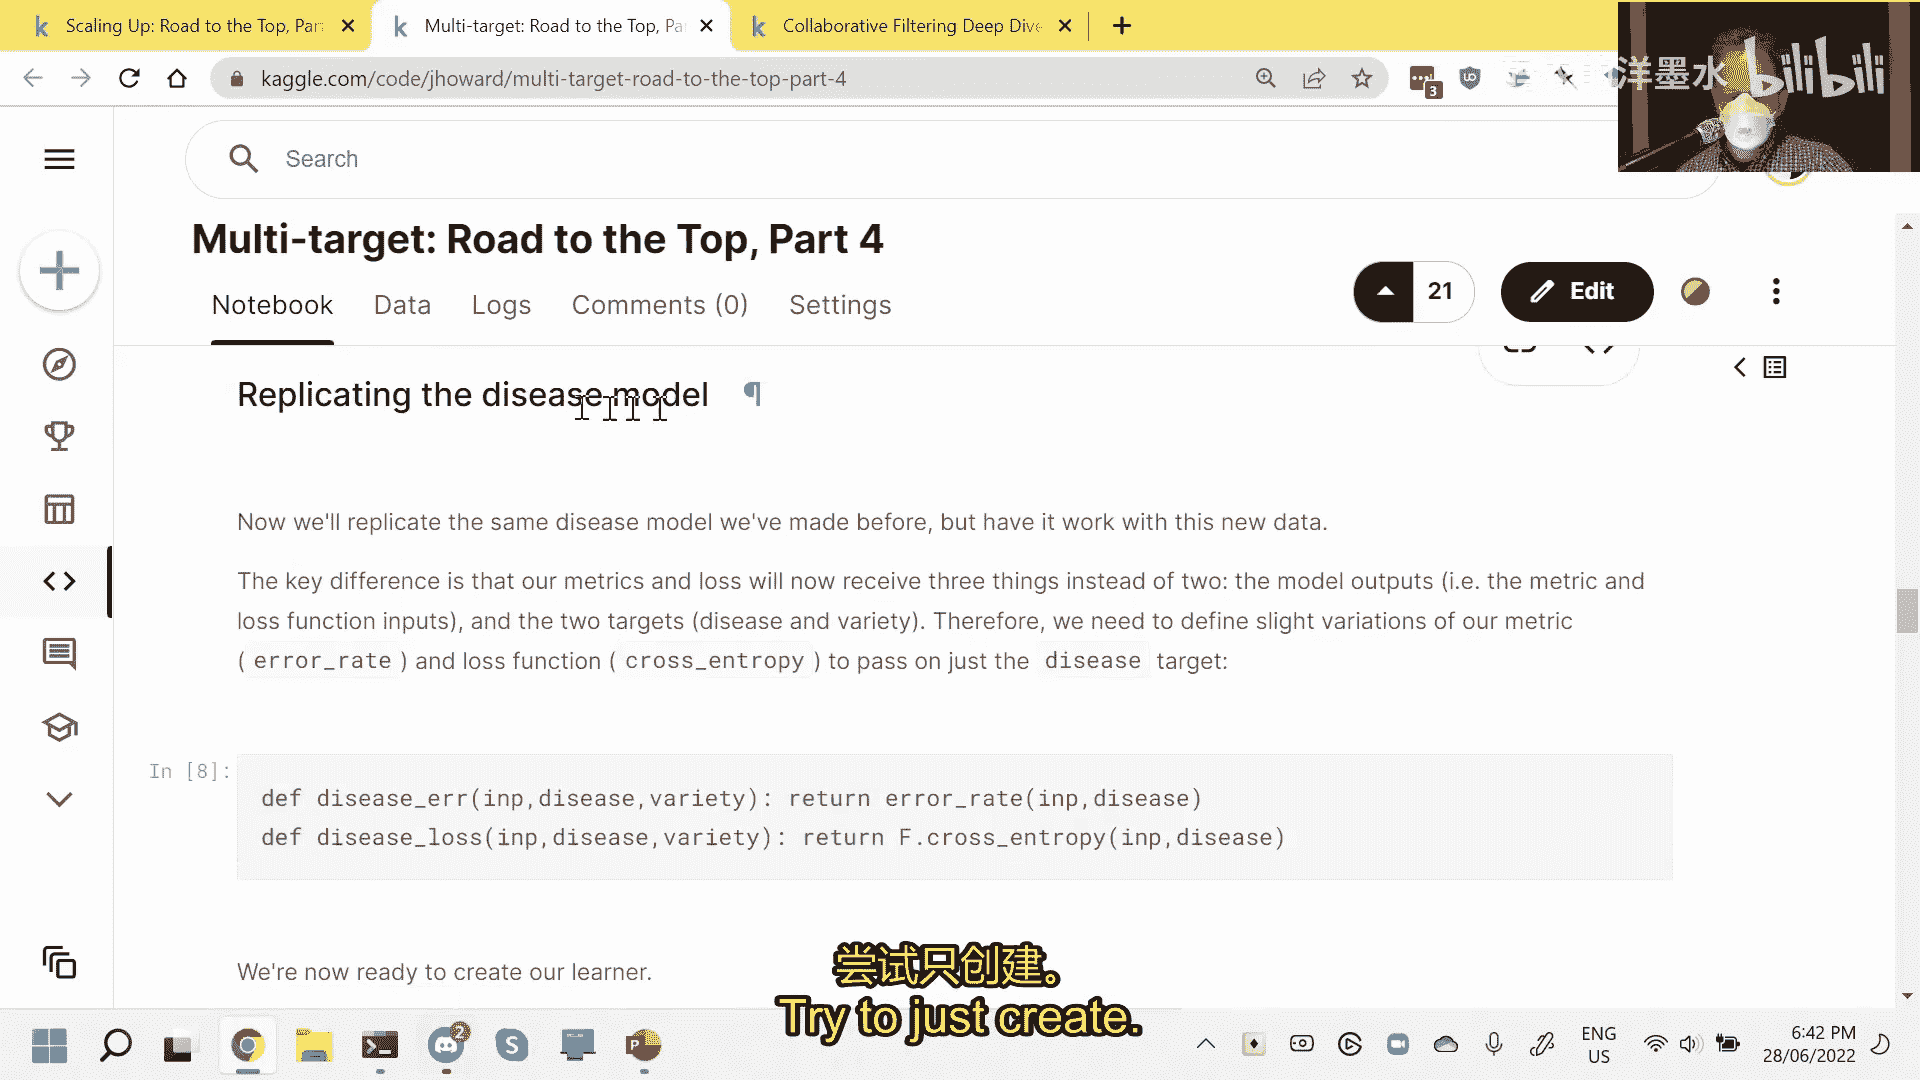 Scaling Up: Road to the Top, Par
Multi-target: Road to the Top, Pa
Collaborative Filtering Deep Dive
kaggle.com/code/jhoward/multi-target-road-to-the-top-part-4
3
洋墨水
bilibili
Search
Multi-target: Road to the Top, Part 4
Notebook
Data
Logs
Comments (0)
Settings
21
Edit
Replicating the disease model ¶
Now we'll replicate the same disease model we've made before, but have it work with this new data.
The key difference is that our metrics and loss will now receive three things instead of two: the model outputs (i.e. the metric and
loss function inputs), and the two targets (disease and variety). Therefore, we need to define slight variations of our metric
( error_rate ) and loss function ( cross_entropy ) to pass on just the disease target:
In [8]:
def disease_err(inp,disease,variety): return error_rate(inp,disease)
def disease_loss(inp,disease,variety): return F.cross_entropy(inp,disease)
We're now ready to create our learner.
尝试只创建。
Try to just create.
2
ENG
US
6:42 PM
28/06/2022